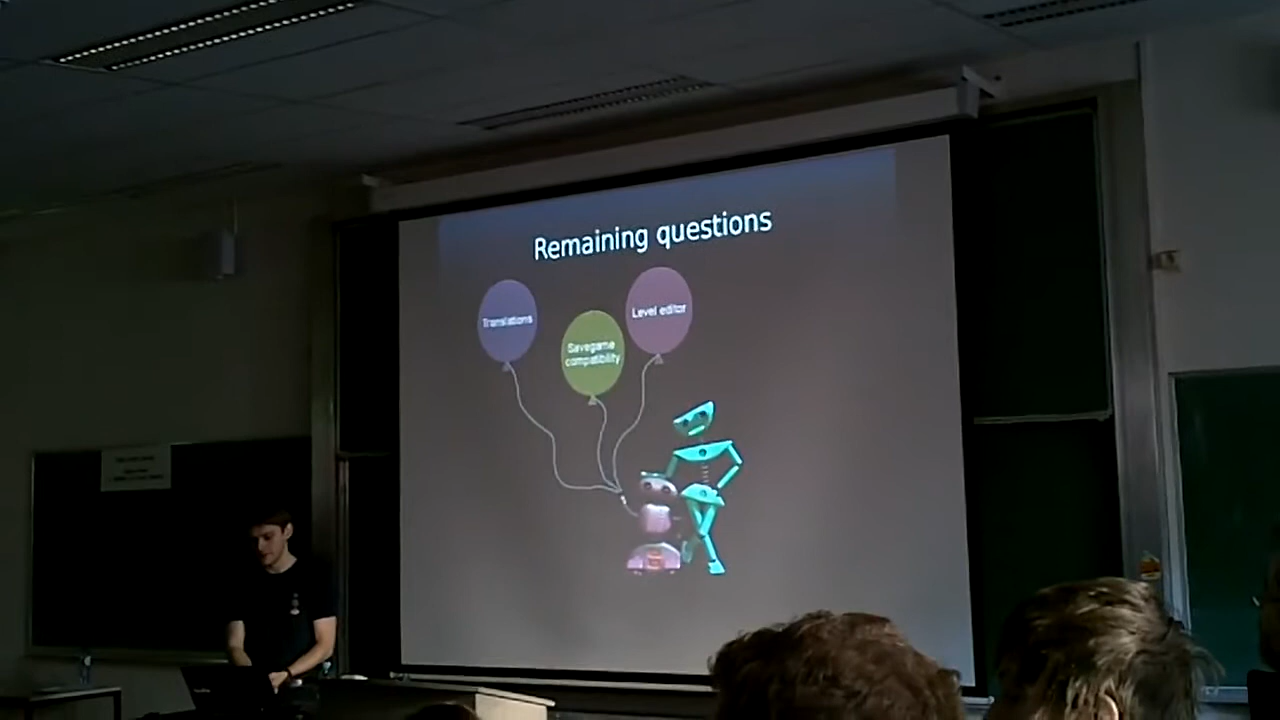 Remaining questions
Translations
Savegame
compatibility
Level editor